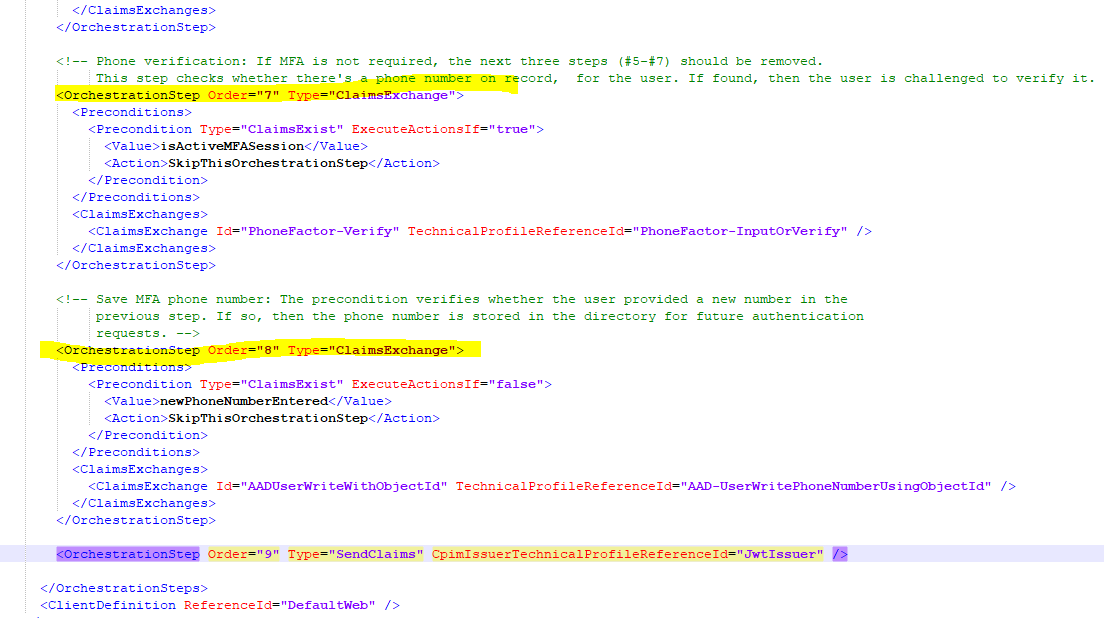 </ClaimsExchanges>
</OrchestrationStep>
<!-- Phone verification: If MFA is not required, the next three steps (#5-#7) should be removed.
This step checks whether there's a phone number on record,  for the user. If found, then the user is challenged to verify it.
<OrchestrationStep Order="7" Type="ClaimsExchange">
<Preconditions>
<Precondition Type="ClaimsExist" ExecuteActionsIf="true">
<Value>isActiveMFASession</Value>
<Action>SkipThisOrchestrationStep</Action>
</Precondition>
</Preconditions>
<ClaimsExchanges>
<ClaimsExchange Id="PhoneFactor-Verify" TechnicalProfileReferenceId="PhoneFactor-InputOrVerify" />
</ClaimsExchanges>
</OrchestrationStep>
<!-- Save MFA phone number: The precondition verifies whether the user provided a new number in the
previous step. If so, then the phone number is stored in the directory for future authentication
requests. -->
<OrchestrationStep Order="8" Type="ClaimsExchange">
<Preconditions>
<Precondition Type="ClaimsExist" ExecuteActionsIf="false">
<Value>newPhoneNumberEntered</Value>
<Action>SkipThisOrchestrationStep</Action>
</Precondition>
</Preconditions>
<ClaimsExchanges>
<ClaimsExchange Id="AADUserWriteWithObjectId" TechnicalProfileReferenceId="AAD-UserWritePhoneNumberUsingObjectId" />
</ClaimsExchanges>
</OrchestrationStep>
<OrchestrationStep Order="9" Type="SendClaims" CpimIssuerTechnicalProfileReferenceId="JwtIssuer" />
</OrchestrationSteps>
<ClientDefinition ReferenceId="DefaultWeb" />